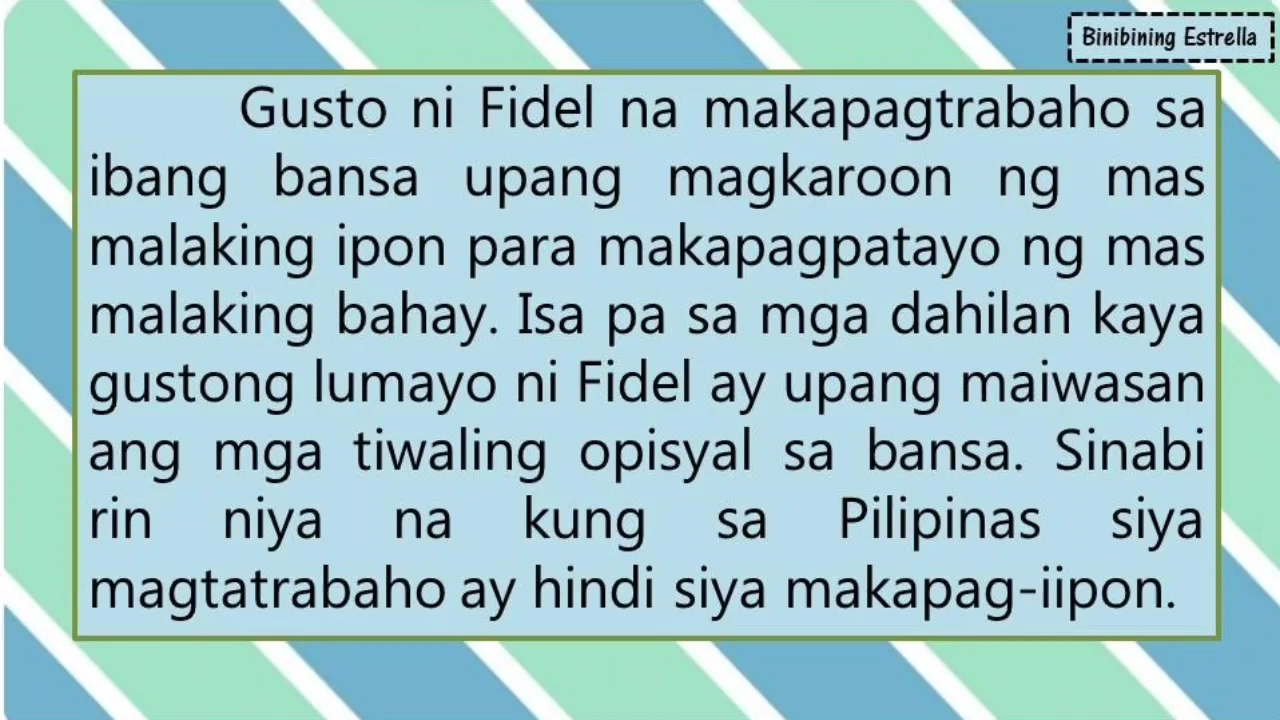 Binibining Estrella
Gusto ni Fidel na makapagtrabaho sa
ibang bansa upang magkaroon ng mas
malaking ipon para makapagpatayo ng mas
malaking bahay. Isa pa sa mga dahilan kaya
gustong lumayo ni Fidel ay upang maiwasan
ang mga tiwaling opisyal sa bansa. Sinabi
rin niya na kung sa Pilipinas siya
magtatrabaho ay hindi siya makapag-iipon.